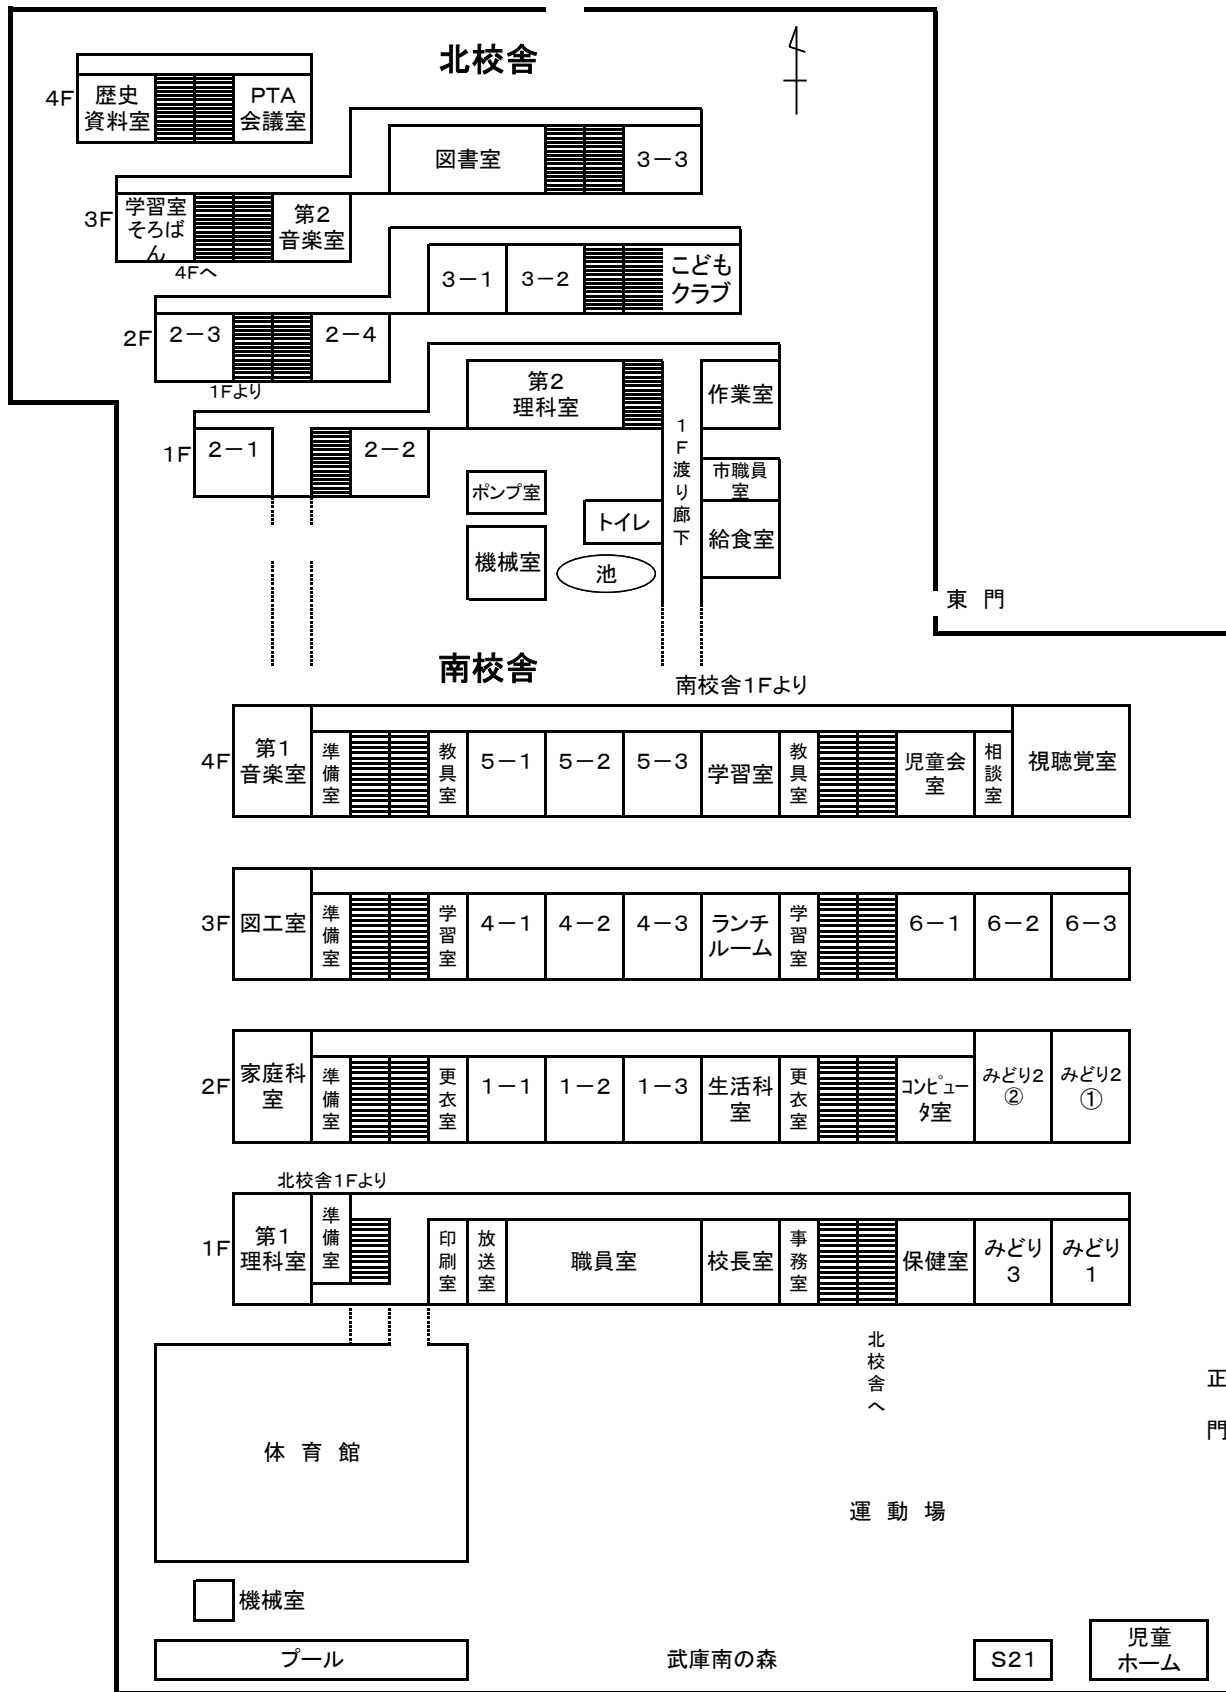 北校舎
4F
歴史
資料室
PTA
会議室
図書室
3－3
3F
学習室
そろば
ん
第2
音楽室
4Fへ
3－1
3－2
こども
クラブ
2F
2－3
2－4
1Fより
第2
理科室
作業室
1F
2－1
2－2
1F渡り廊下
ポンプ室
市職員
室
トイレ
給食室
機械室
池
東 門
南校舎
南校舎1Fより
4F
第1
音楽室
準備室
教具室
5－1
5－2
5－3
学習室
教具室
児童会
室
相談室
視聴覚室
3F
図工室
準備室
学習室
4－1
4－2
4－3
ランチ
ルーム
学習室
6－1
6－2
6－3
2F
家庭科
室
準備室
更衣室
1－1
1－2
1－3
生活科
室
更衣室
コンピュー
タ室
みどり2
②
みどり2
①
北校舎1Fより
1F
第1
理科室
準備室
印刷室
放送室
職員室
校長室
事務室
保健室
みどり
3
みどり
1
北校舎へ
正門
体 育 館
運 動 場
機械室
プール
武庫南の森
S21
児童
ホーム